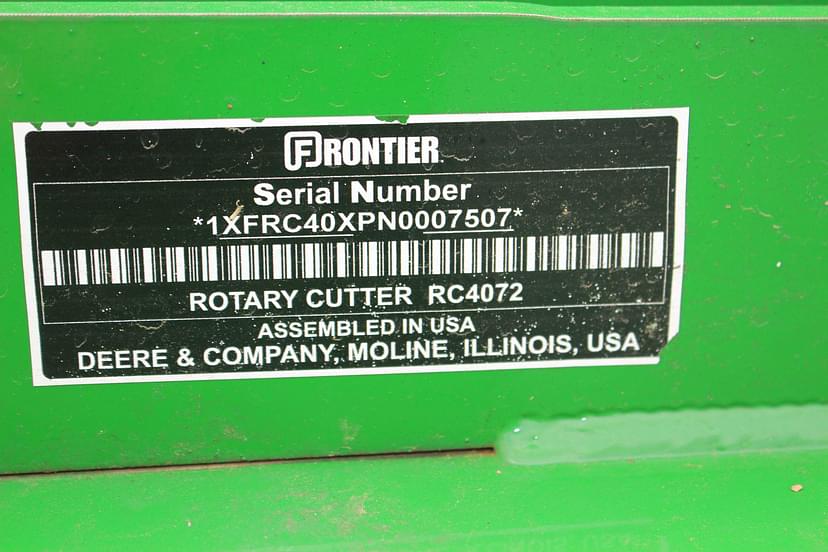 FRONTIER
Serial Number
*1XFRC40XPN0007507*
ROTARY CUTTER RC4072
ASSEMBLED IN USA
DEERE & COMPANY, MOLINE, ILLINOIS, USA